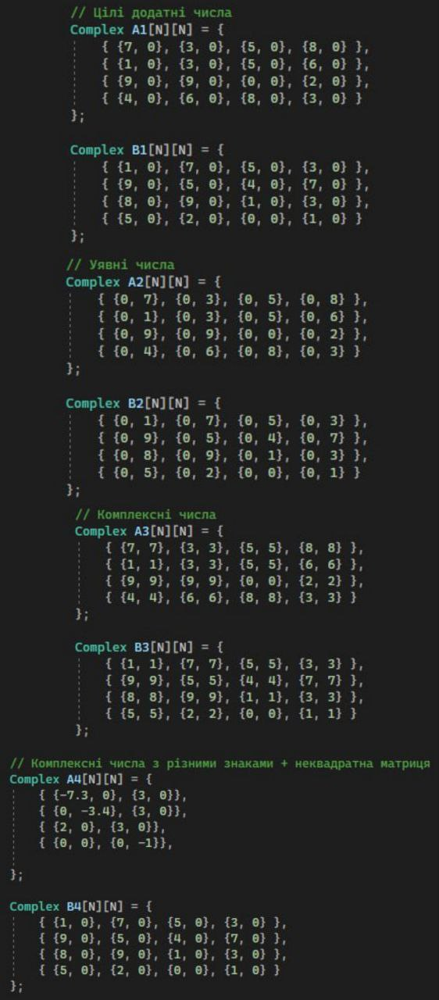 // Цілі додатні числа
Complex A1[N][N] = {
{ {7, 0}, {3, 0}, {5, 0}, {8, 0} },
{ {1, 0}, {3, 0}, {5, 0}, {6, 0} },
{ {9, 0}, {9, 0}, {0, 0}, {2, 0} },
{ {4, 0}, {6, 0}, {8, 0}, {3, 0} }
};
Complex B1[N][N] = {
{ {1, 0}, {7, 0}, {5, 0}, {3, 0} },
{ {9, 0}, {5, 0}, {4, 0}, {7, 0} },
{ {8, 0}, {9, 0}, {1, 0}, {3, 0} },
{ {5, 0}, {2, 0}, {0, 0}, {1, 0} }
};
// Уявні числа
Complex A2[N][N] = {
{ {0, 7}, {0, 3}, {0, 5}, {0, 8} },
{ {0, 1}, {0, 3}, {0, 5}, {0, 6} },
{ {0, 9}, {0, 9}, {0, 0}, {0, 2} },
{ {0, 4}, {0, 6}, {0, 8}, {0, 3} }
};
Complex B2[N][N] = {
{ {0, 1}, {0, 7}, {0, 5}, {0, 3} },
{ {0, 9}, {0, 5}, {0, 4}, {0, 7} },
{ {0, 8}, {0, 9}, {0, 1}, {0, 3} },
{ {0, 5}, {0, 2}, {0, 0}, {0, 1} }
};
// Комплексні числа
Complex A3[N][N] = {
{ {7, 7}, {3, 3}, {5, 5}, {8, 8} },
{ {1, 1}, {3, 3}, {5, 5}, {6, 6} },
{ {9, 9}, {9, 9}, {0, 0}, {2, 2} },
{ {4, 4}, {6, 6}, {8, 8}, {3, 3} }
};
Complex B3[N][N] = {
{ {1, 1}, {7, 7}, {5, 5}, {3, 3} },
{ {9, 9}, {5, 5}, {4, 4}, {7, 7} },
{ {8, 8}, {9, 9}, {1, 1}, {3, 3} },
{ {5, 5}, {2, 2}, {0, 0}, {1, 1} }
};
// Комплексні числа з різними знаками + неквадратна матриця
Complex A4[N][N] = {
{ {-7.3, 0}, {3, 0}},
{ {0, -3.4}, {3, 0}},
{ {2, 0}, {3, 0}},
{ {0, 0}, {0, -1}},
};
Complex B4[N][N] = {
{ {1, 0}, {7, 0}, {5, 0}, {3, 0} },
{ {9, 0}, {5, 0}, {4, 0}, {7, 0} },
{ {8, 0}, {9, 0}, {1, 0}, {3, 0} },
{ {5, 0}, {2, 0}, {0, 0}, {1, 0} }
};